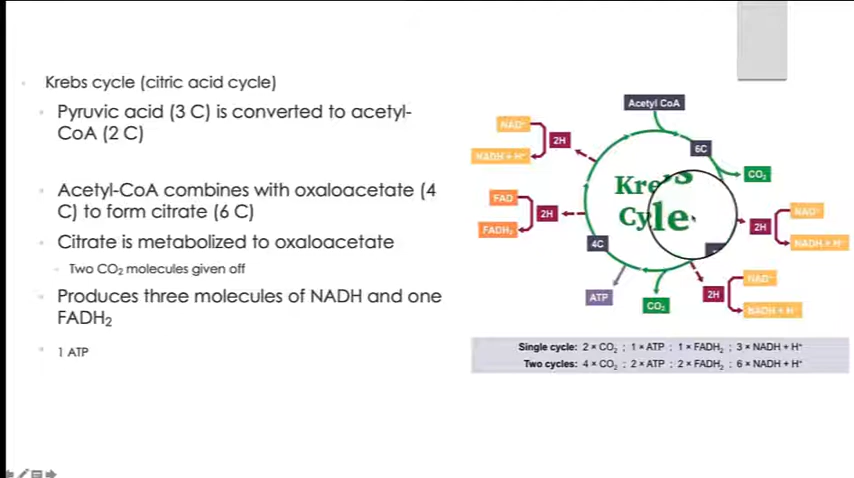 Krebs cycle (citric acid cycle)
Pyruvic acid (3 C) is converted to acetyl-
CoA (2 C)
Acetyl-CoA combines with oxaloacetate (4
C) to form citrate (6 C)
Citrate is metabolized to oxaloacetate
Two CO₂ molecules given off
Produces three molecules of NADH and one
FADH₂
1 ATP
Acetyl CoA
NAD⁺
2H
NADH + H⁺
6C
CO₂
Krebs
Cycle
FAD
2H
FADH₂
NAD⁺
2H
NADH + H⁺
4C
ATP
CO₂
NAD⁺
2H
NADH + H⁺
Single cycle: 2 × CO₂ : 1 × ATP : 1 × FADH₂ : 3 × NADH + H⁺
Two cycles: 4 × CO₂ : 2 × ATP : 2 × FADH₂ : 6 × NADH + H⁺